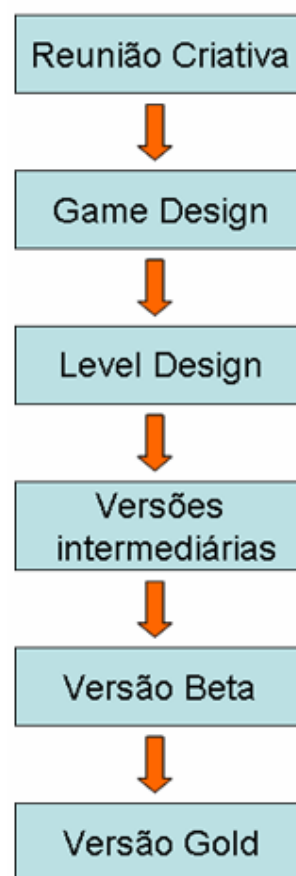 Reunião Criativa
Game Design
Level Design
Versões
intermediárias
Versão Beta
Versão Gold